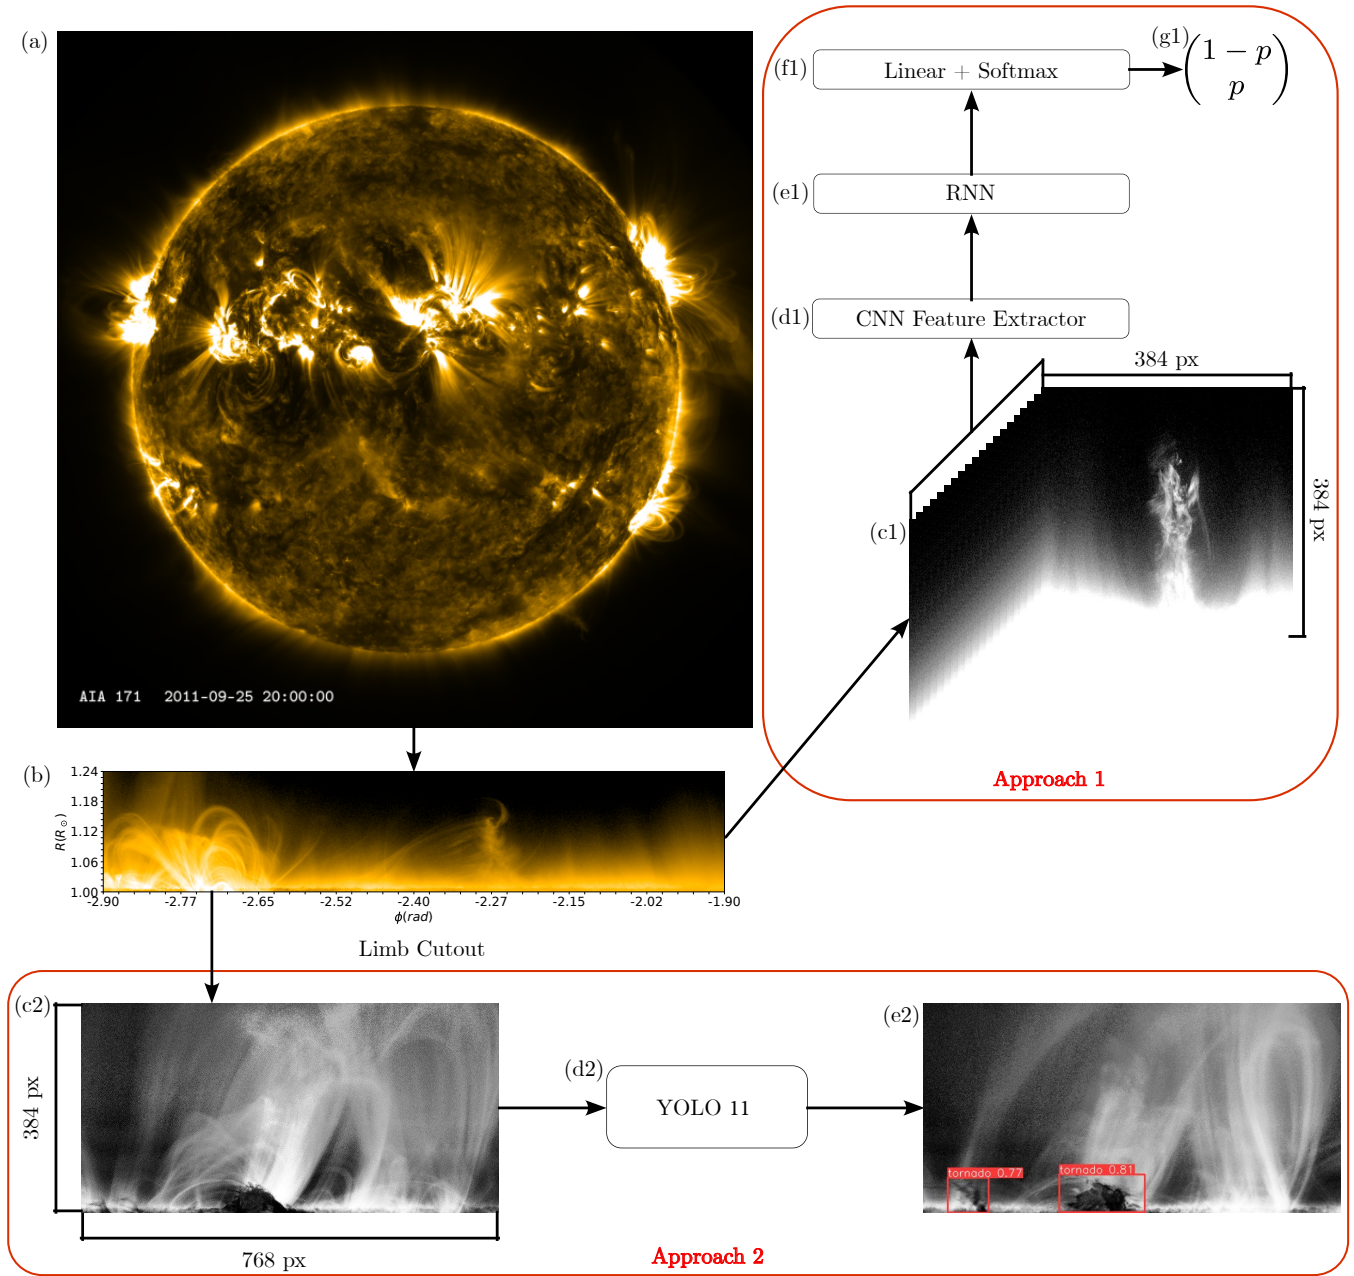 (a)
AIA 171 2011-09-25 20:00:00
(g1)
(f1)
Linear + Softmax
1 − p
p
(e1)
RNN
(d1)
CNN Feature Extractor
384 px
384 px
(c1)
Approach 1
(b)
1.24
1.18
1.12
1.06
1.00
R(R☉)
-2.90 -2.77 -2.65 -2.52 -2.40 -2.27 -2.15 -2.02 -1.90
ϕ(rad)
Limb Cutout
(c2)
384 px
768 px
(d2)
YOLO 11
(e2)
tornado 0.77
tornado 0.81
Approach 2